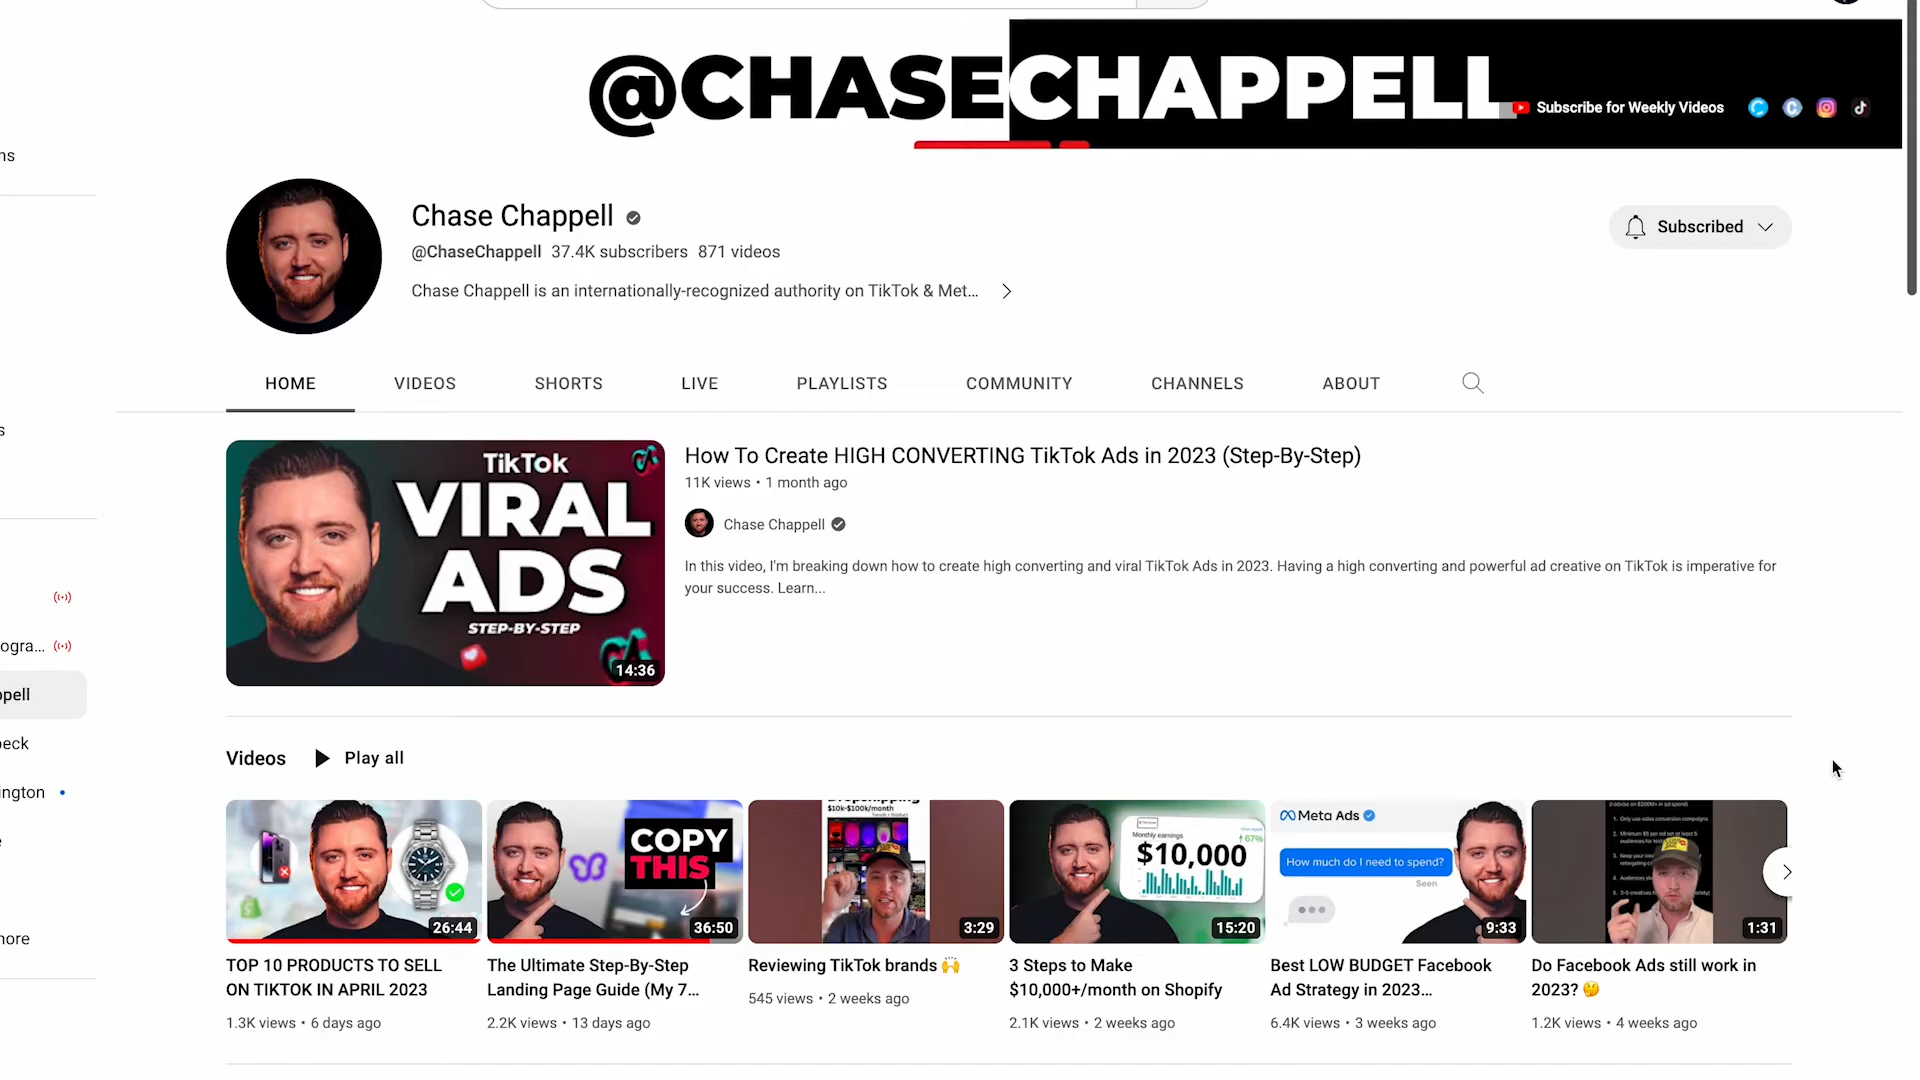 @CHASECHAPPELL
Subscribe for Weekly Videos
ns
Chase Chappell
@ChaseChappell 37.4K subscribers 871 videos
Subscribed
Chase Chappell is an internationally-recognized authority on TikTok & Met...
HOME VIDEOS SHORTS LIVE PLAYLISTS COMMUNITY CHANNELS ABOUT
s
TikTok
VIRAL
ADS
STEP-BY-STEP
14:36
How To Create HIGH CONVERTING TikTok Ads in 2023 (Step-By-Step)
11K views • 1 month ago
Chase Chappell
In this video, I'm breaking down how to create high converting and viral TikTok Ads in 2023. Having a high converting and powerful ad creative on TikTok is imperative for
your success. Learn...
ogra...
ppell
eck
ington
e
nore
Videos Play all
26:44
COPY
THIS
36:50
$10k-$100k/month
3:29
Monthly earnings
67%
$10,000
15:20
Meta Ads
How much do I need to spend?
Seen
9:33
1:31
TOP 10 PRODUCTS TO SELL
ON TIKTOK IN APRIL 2023
1.3K views • 6 days ago
The Ultimate Step-By-Step
Landing Page Guide (My 7...
2.2K views • 13 days ago
Reviewing TikTok brands 🙌
545 views • 2 weeks ago
3 Steps to Make
$10,000+/month on Shopify
2.1K views • 2 weeks ago
Best LOW BUDGET Facebook
Ad Strategy in 2023...
6.4K views • 3 weeks ago
Do Facebook Ads still work in
2023? 🤔
1.2K views • 4 weeks ago